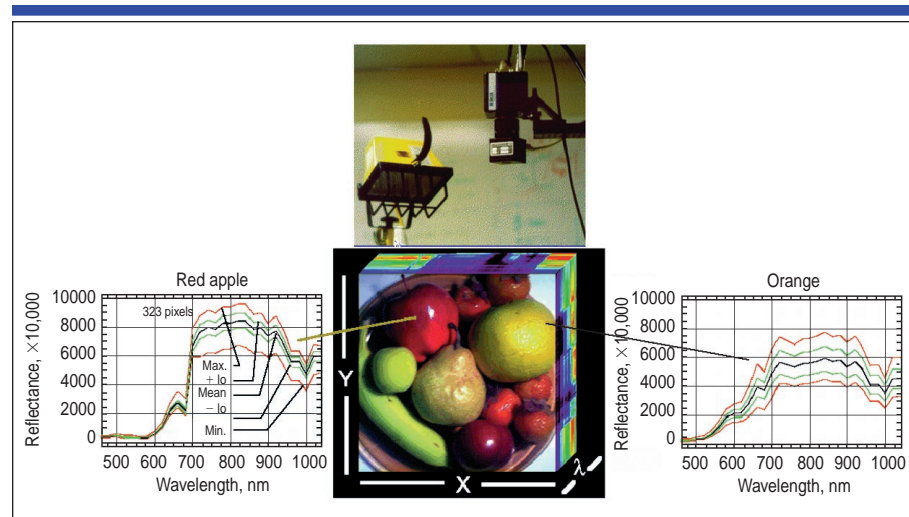 Red apple
10000
8000
6000
4000
2000
0
323 pixels
Max.
+ lo
Mean
− lo
Min.
500 600 700 800 900 1000
Wavelength, nm
Reflectance, ×10,000
Y
X
λ
Orange
10000
8000
6000
4000
2000
0
500 600 700 800 900 1000
Wavelength, nm
Reflectance, ×10,000